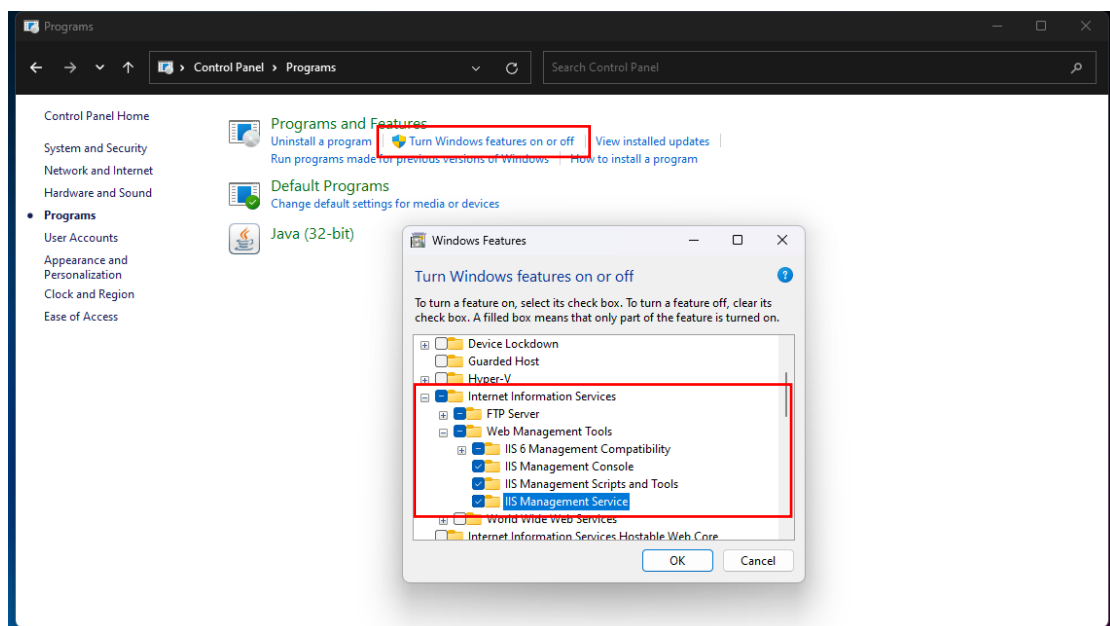 Programs
Control Panel › Programs
Search Control Panel
Control Panel Home
System and Security
Network and Internet
Hardware and Sound
Programs
User Accounts
Appearance and
Personalization
Clock and Region
Ease of Access
Programs and Features
Uninstall a program
Turn Windows features on or off
View installed updates
Run programs made for previous versions of Windows
How to install a program
Default Programs
Change default settings for media or devices
Java (32-bit)
Windows Features
Turn Windows features on or off
To turn a feature on, select its check box. To turn a feature off, clear its
check box. A filled box means that only part of the feature is turned on.
Device Lockdown
Guarded Host
Hyper-V
Internet Information Services
FTP Server
Web Management Tools
IIS 6 Management Compatibility
IIS Management Console
IIS Management Scripts and Tools
IIS Management Service
World Wide Web Services
Internet Information Services Hostable Web Core
OK
Cancel